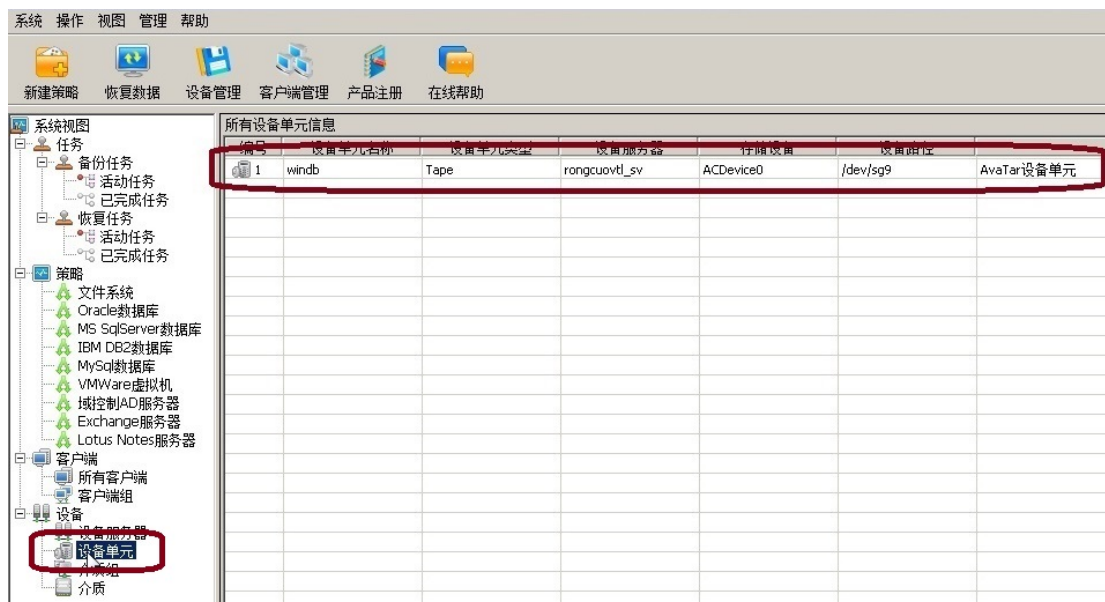 系统 操作 视图 管理 帮助
新建策略 恢复数据 设备管理 客户端管理 产品注册 在线帮助
系统视图
任务
备份任务
活动任务
已完成任务
恢复任务
活动任务
已完成任务
策略
文件系统
Oracle数据库
MS SqlServer数据库
IBM DB2数据库
MySql数据库
VMWare虚拟机
域控制AD服务器
Exchange服务器
Lotus Notes服务器
客户端
所有客户端
客户端组
设备
设备服务器
设备单元
介质组
介质
所有设备单元信息
编号 设备单元名称 设备单元类型 设备服务器 存储设备 设备路径
1 windb Tape rongcuovtl_sv ACDevice0 /dev/sg9 AvaTar设备单元